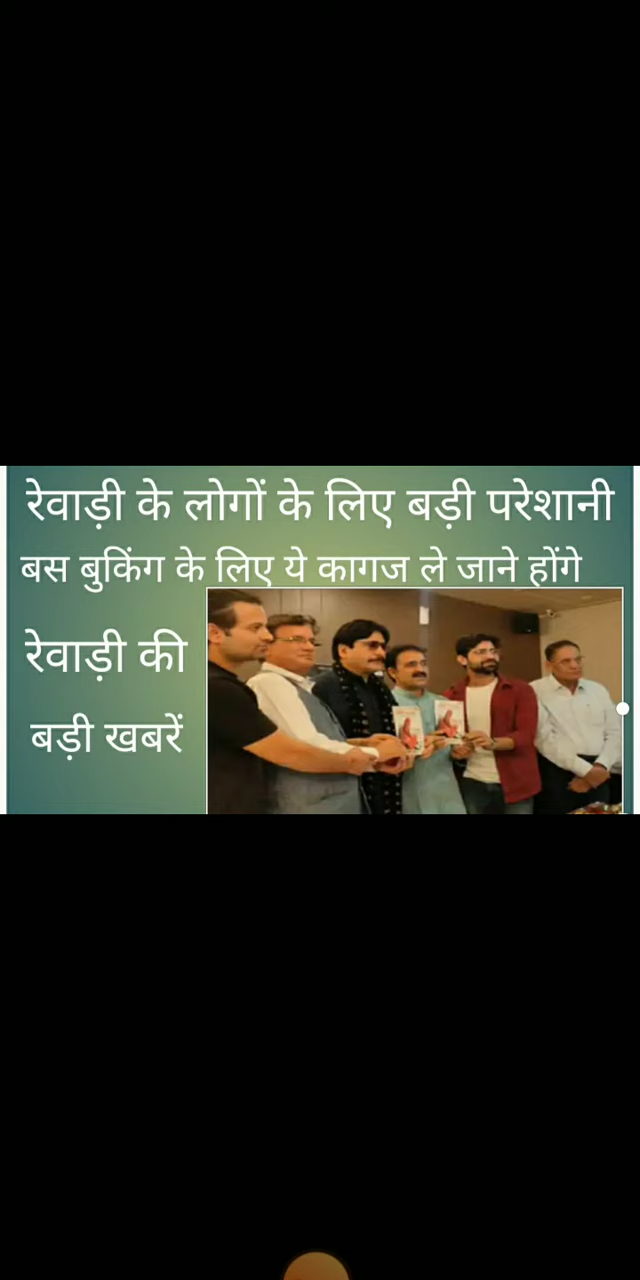 रेवाड़ी के लोगों के लिए बड़ी परेशानी
बस बुकिंग के लिए ये कागज ले जाने होंगे
रेवाड़ी की
बड़ी खबरें